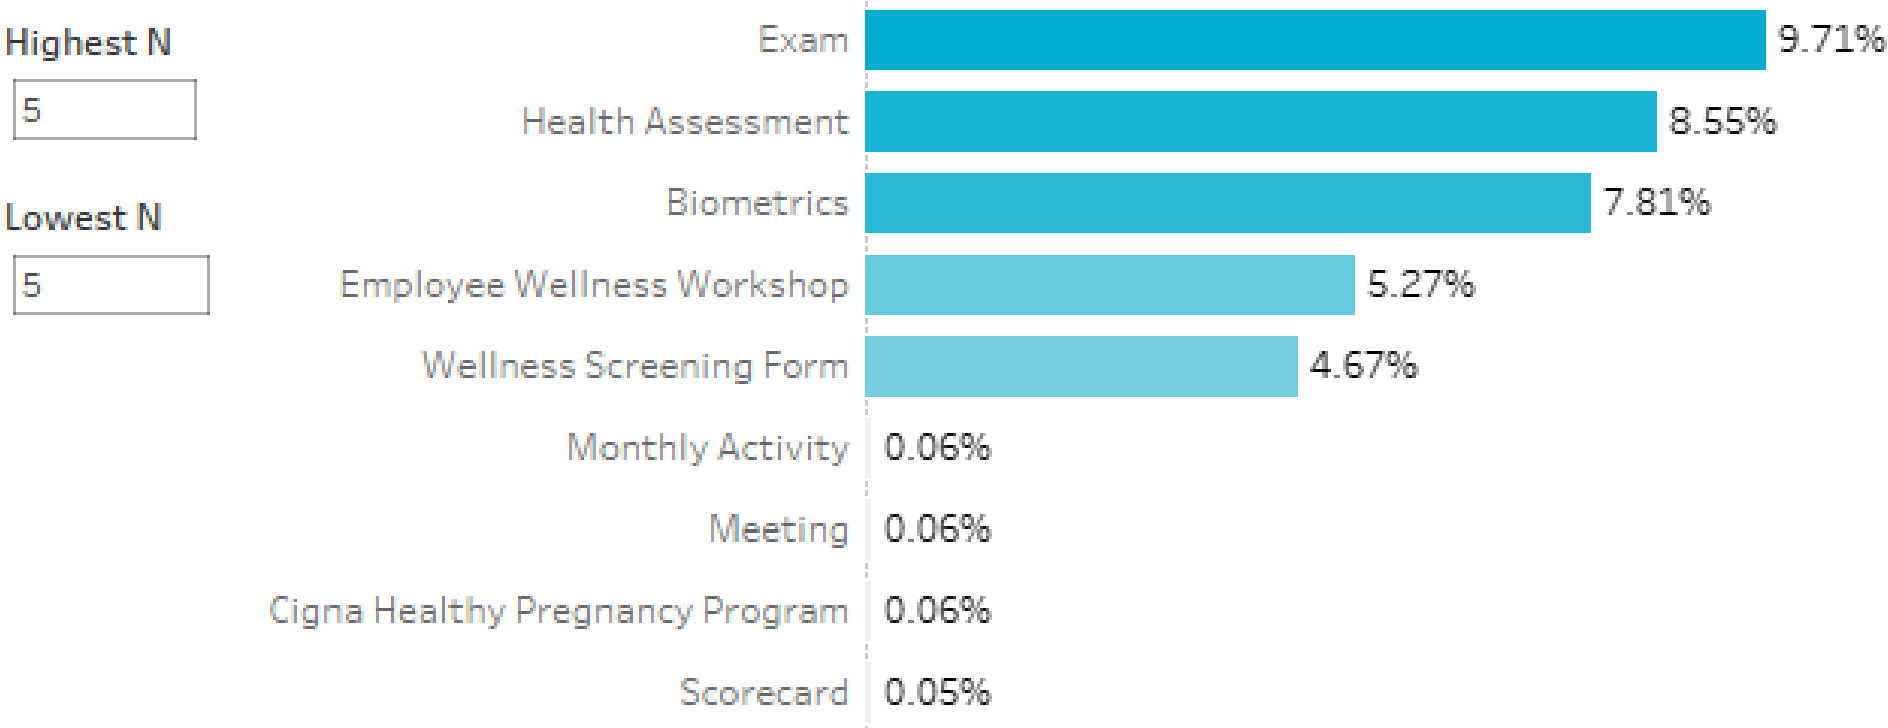 Highest N
5
Lowest N
5
Exam 9.71%
Health Assessment 8.55%
Biometrics 7.81%
Employee Wellness Workshop 5.27%
Wellness Screening Form 4.67%
Monthly Activity 0.06%
Meeting 0.06%
Cigna Healthy Pregnancy Program 0.06%
Scorecard 0.05%